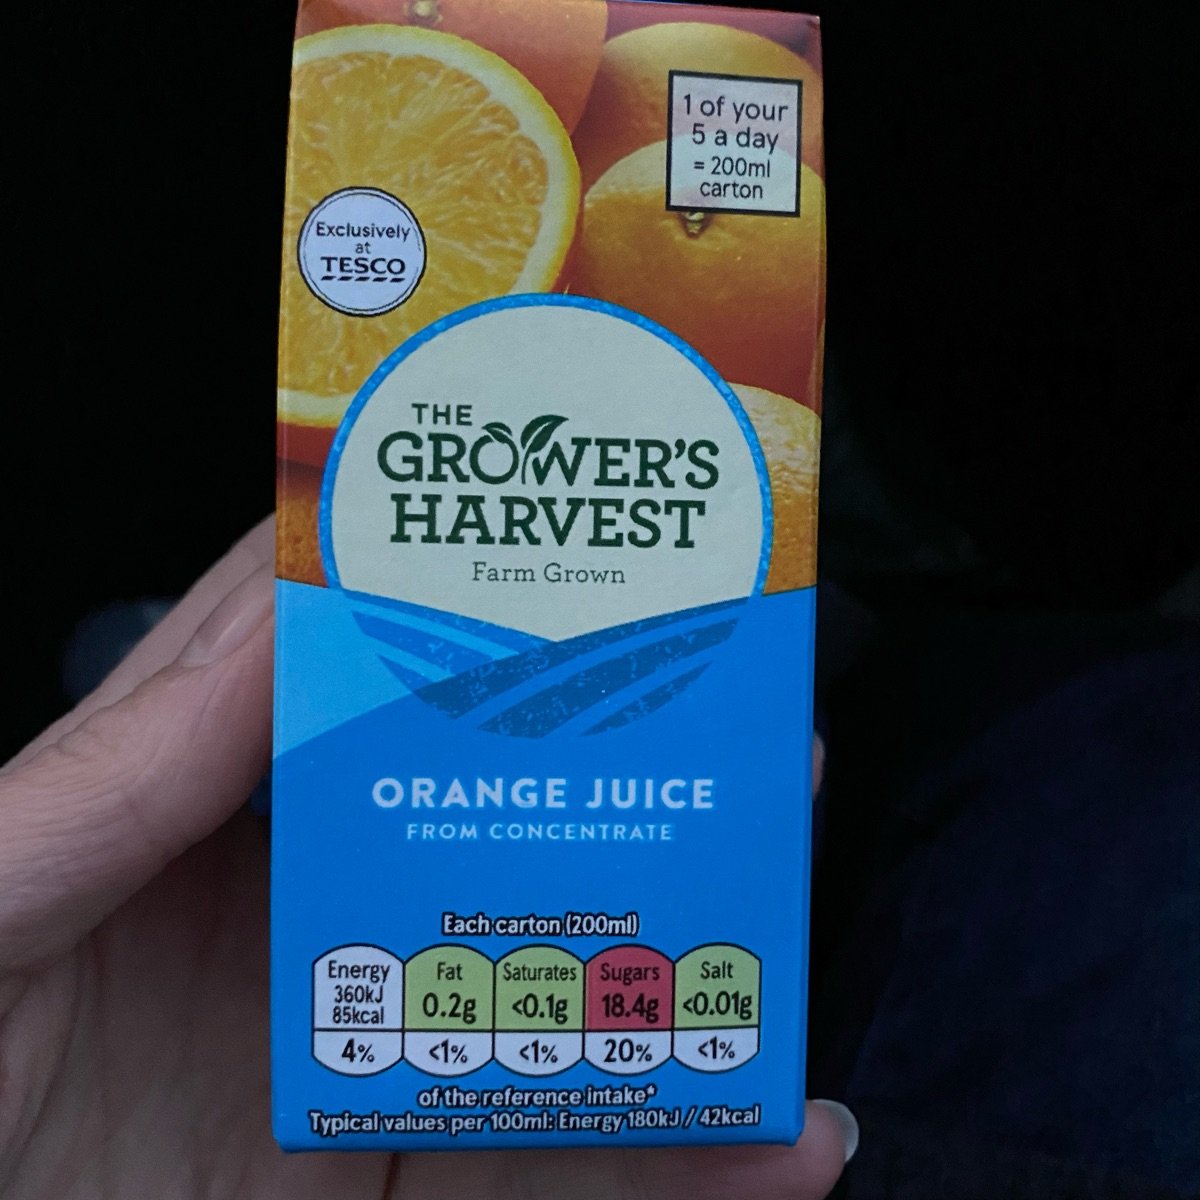 1 of your
5 a day
= 200ml
carton
Exclusively
at
TESCO
THE
GROWER'S
HARVEST
Farm Grown
ORANGE JUICE
FROM CONCENTRATE
Each carton (200ml)
Energy Fat Saturates Sugars Salt
360kJ
85kcal 0.2g <0.1g 18.4g <0.01g
4% <1% <1% 20% <1%
of the reference intake*
Typical values per 100ml: Energy 180kJ / 42kcal